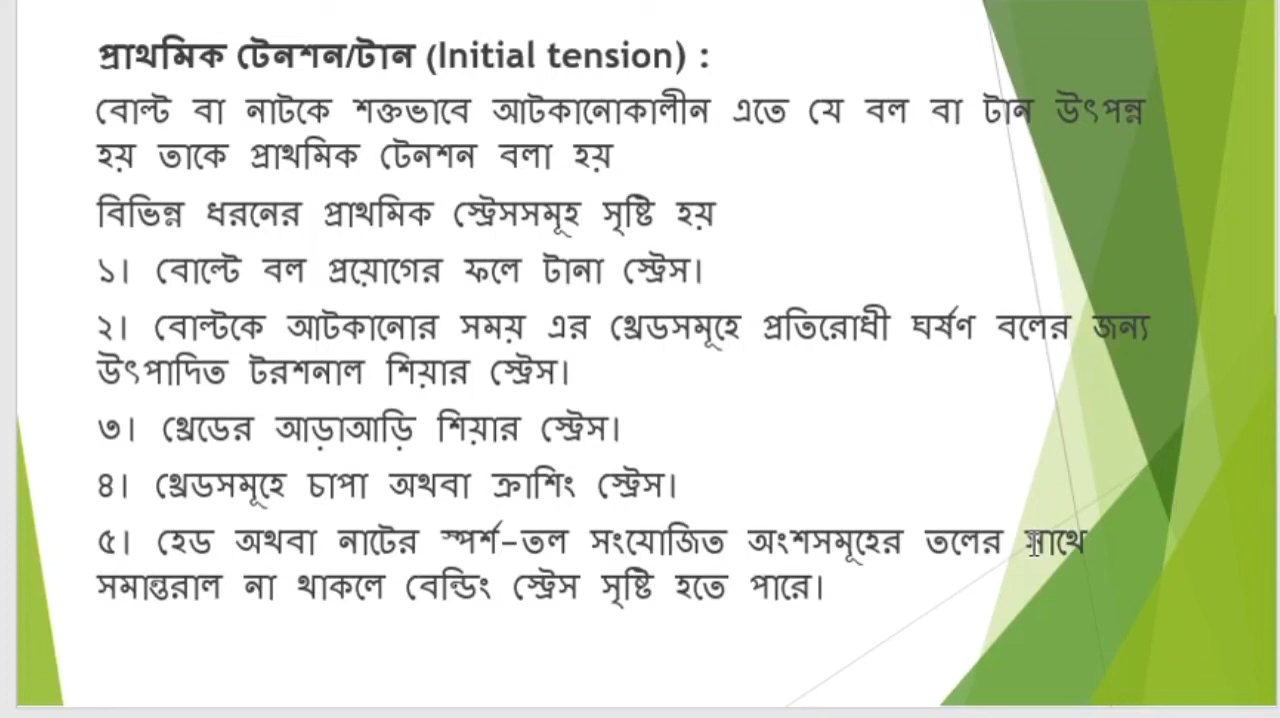 প্রাথমিক টেনশন/টান (Initial tension) :
বোল্ট বা নাটকে শক্তভাবে আটকানোকালীন এতে যে বল বা টান উৎপন্ন
হয় তাকে প্রাথমিক টেনশন বলা হয়
বিভিন্ন ধরনের প্রাথমিক স্ট্রেসসমূহ সৃষ্টি হয়
১। বোল্টে বল প্রয়োগের ফলে টানা স্ট্রেস।
২। বোল্টকে আটকানোর সময় এর থ্রেডসমূহে প্রতিরোধী ঘর্ষণ বলের জন্য
উৎপাদিত টরশনাল শিয়ার স্ট্রেস।
৩। থ্রেডের আড়াআড়ি শিয়ার স্ট্রেস।
৪। থ্রেডসমূহে চাপা অথবা ক্রাশিং স্ট্রেস।
৫। হেড অথবা নাটের স্পর্শ-তল সংযোজিত অংশসমূহের তলের সাথে
সমান্তরাল না থাকলে বেন্ডিং স্ট্রেস সৃষ্টি হতে পারে।